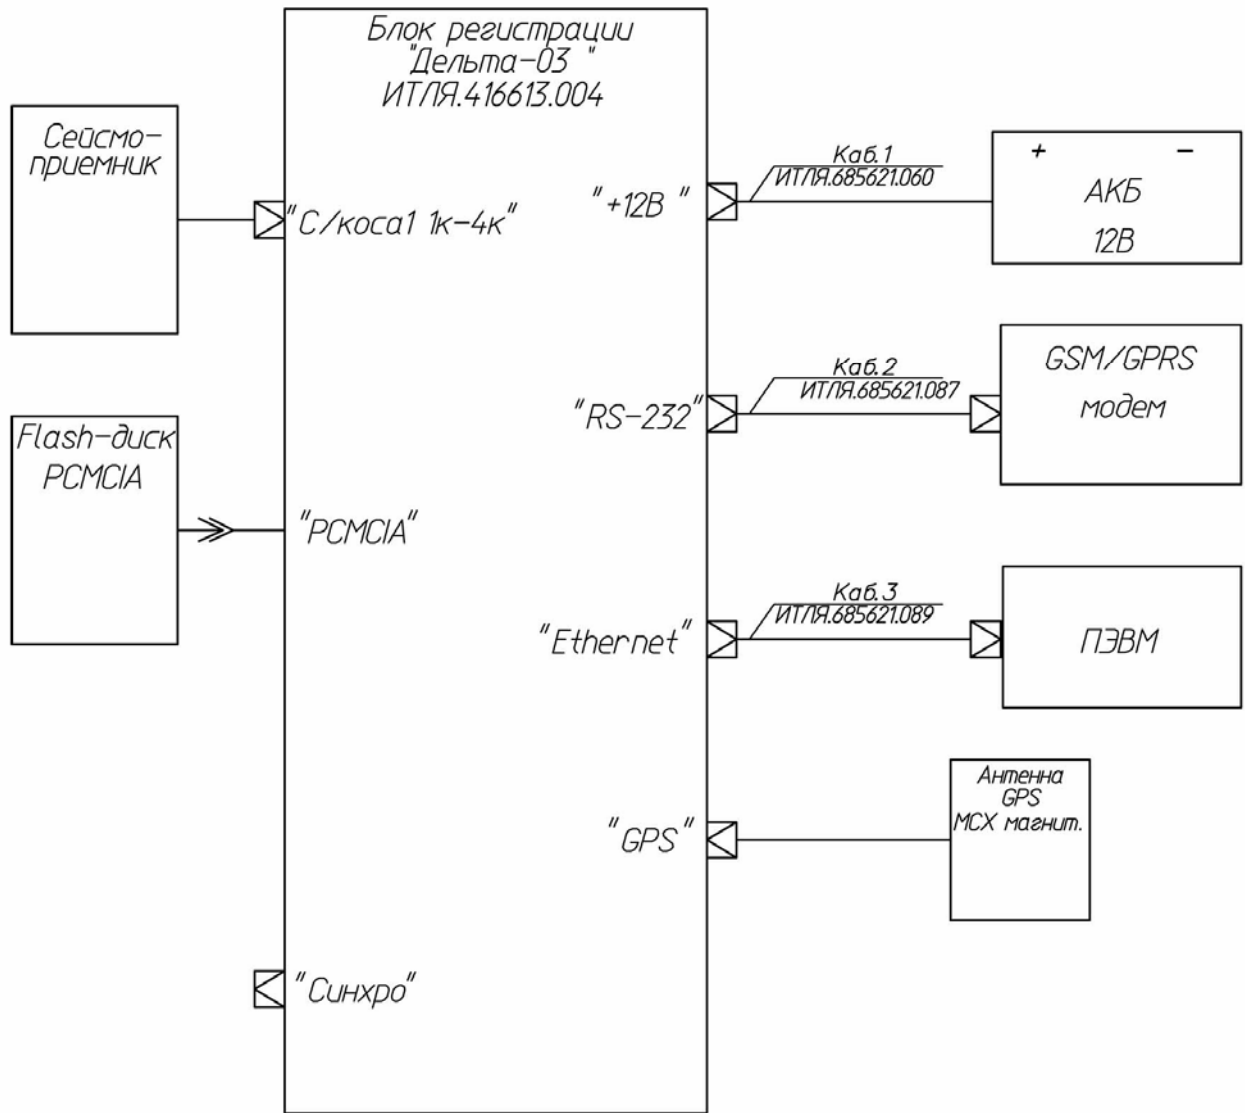 Блок регистрации
"Дельта-03 "
ИТЛЯ.416613.004
Сейсмо-
приемник
"С/коса1 1к-4к"
Flash-диск
PCMCIA
"PCMCIA"
"Синхро"
"+12В "
Каб.1
ИТЛЯ.685621.060
+ -
АКБ
12В
"RS-232"
Каб.2
ИТЛЯ.685621.087
GSM/GPRS
модем
"Ethernet"
Каб.3
ИТЛЯ.685621.089
ПЭВМ
"GPS"
Антенна
GPS
MCX магнит.